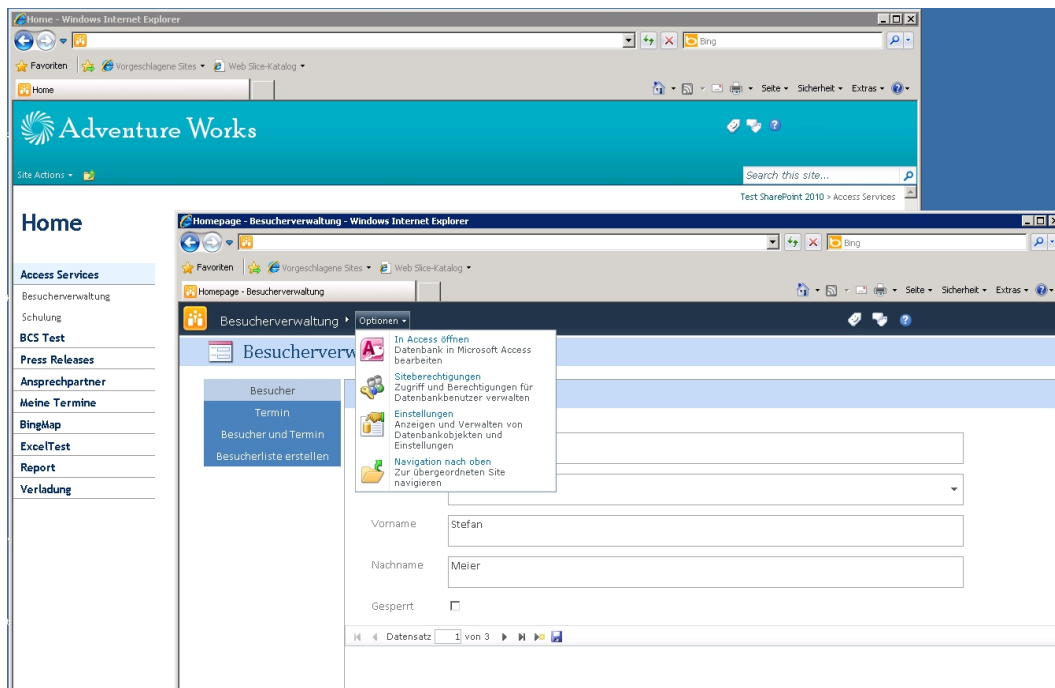 Home - Windows Internet Explorer
Bing
Favoriten Vorgeschlagene Sites Web Slice-Katalog
Home Seite Sicherheit Extras
Adventure Works
Site Actions Search this site...
Test SharePoint 2010 > Access Services
Home
Access Services
Besucherverwaltung
Schulung
BCS Test
Press Releases
Ansprechpartner
Meine Termine
BingMap
ExcelTest
Report
Verladung
Homepage - Besucherverwaltung - Windows Internet Explorer
Bing
Favoriten Vorgeschlagene Sites Web Slice-Katalog
Homepage - Besucherverwaltung Seite Sicherheit Extras
Besucherverwaltung Optionen
Besucherverw
Besucher
Termin
Besucher und Termin
Besucherliste erstellen
In Access öffnen
Datenbank in Microsoft Access
bearbeiten
Siteberechtigungen
Zugriff und Berechtigungen für
Datenbankbenutzer verwalten
Einstellungen
Anzeigen und Verwalten von
Datenbankobjekten und
Einstellungen
Navigation nach oben
Zur übergeordneten Site
navigieren
Vorname Stefan
Nachname Meier
Gesperrt
Datensatz 1 von 3